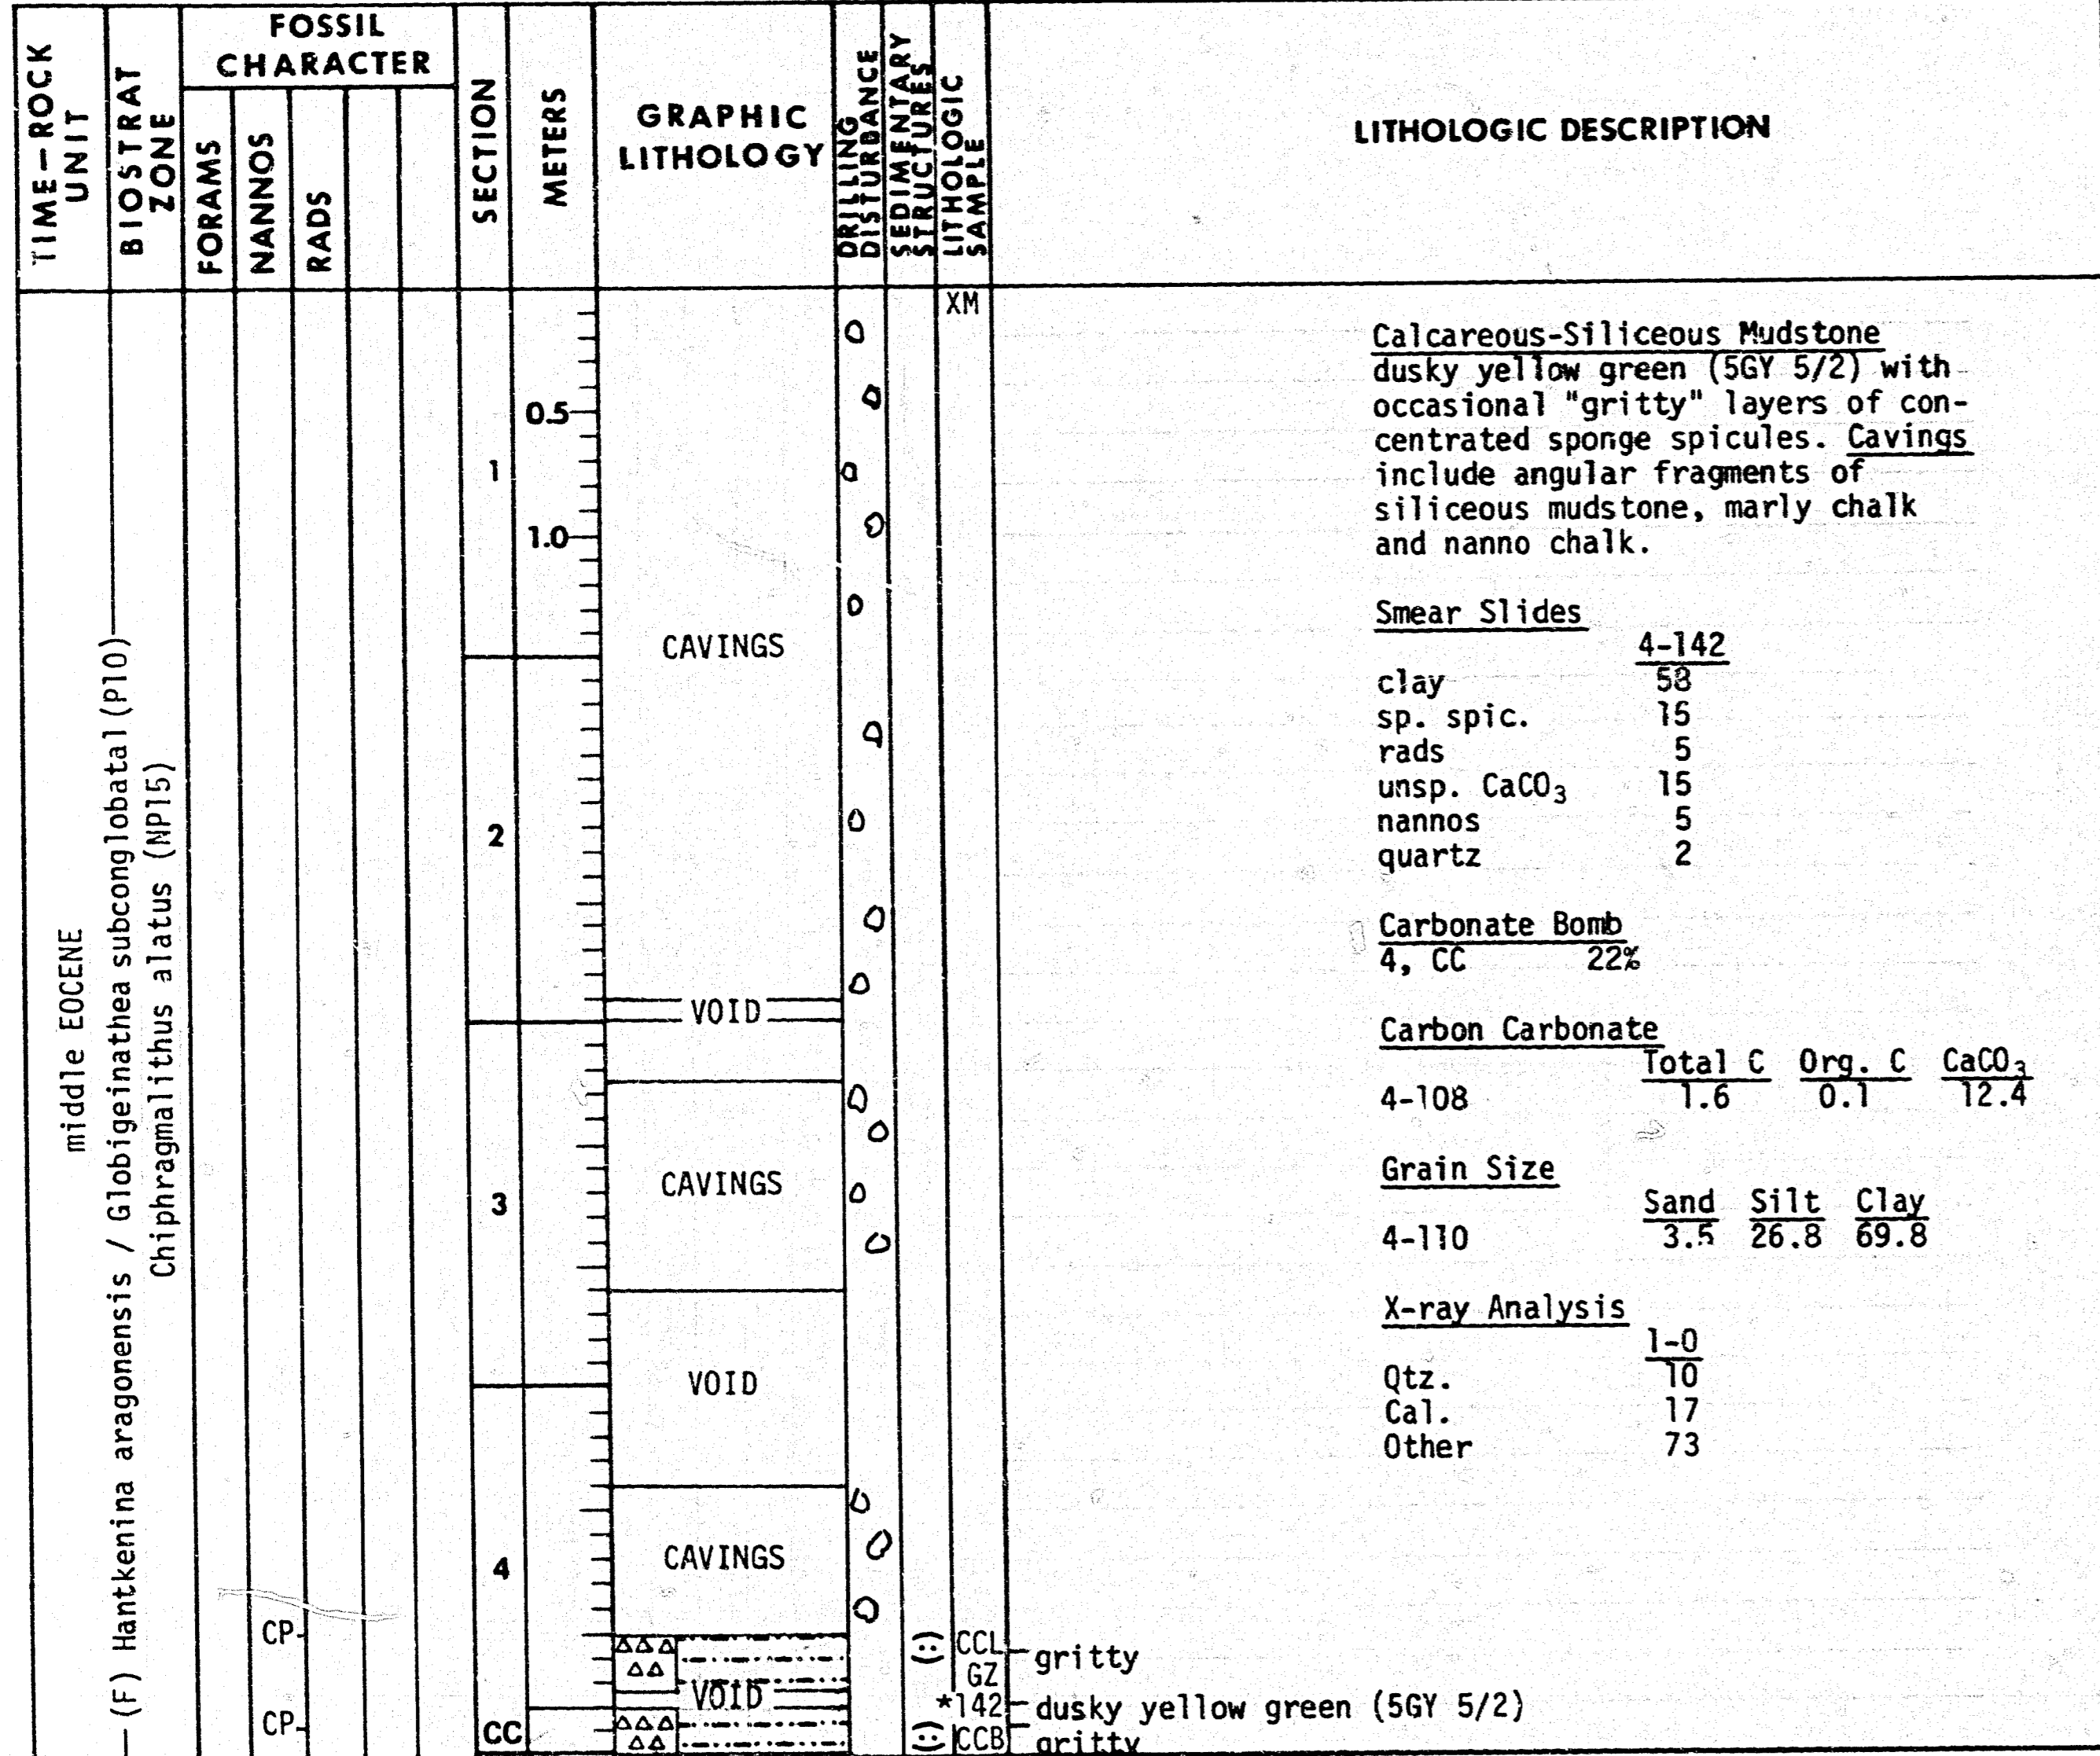 TIME-ROCK UNIT
BIOSTRAT ZONE
FOSSIL CHARACTER
FORAMS
NANNOS
RADS
SECTION
METERS
GRAPHIC LITHOLOGY
DRILLING DISTURBANCE
SEDIMENTARY STRUCTURES
LITHOLOGIC SAMPLE
LITHOLOGIC DESCRIPTION
middle EOCENE
(F) Hantkenina aragonensis / Globigeinathea subconglobatal (P10)
Chiphragmalithus alatus (NP15)
CP
CP
1
2
3
4
CC
0.5
1.0
CAVINGS
VOID
CAVINGS
VOID
CAVINGS
VOID
XM
CCL
GZ
*142
CCB
gritty
dusky yellow green (5GY 5/2)
gritty
Calcareous-Siliceous Mudstone
dusky yellow green (5GY 5/2) with
occasional "gritty" layers of con-
centrated sponge spicules. Cavings
include angular fragments of
siliceous mudstone, marly chalk
and nanno chalk.
Smear Slides
4-142
clay 58
sp. spic. 15
rads 5
unsp. CaCO3 15
nannos 5
quartz 2
Carbonate Bomb
4, CC 22%
Carbon Carbonate
Total C Org. C CaCO3
4-108 1.6 0.1 12.4
Grain Size
Sand Silt Clay
4-110 3.5 26.8 69.8
X-ray Analysis
1-0
Qtz. 10
Cal. 17
Other 73